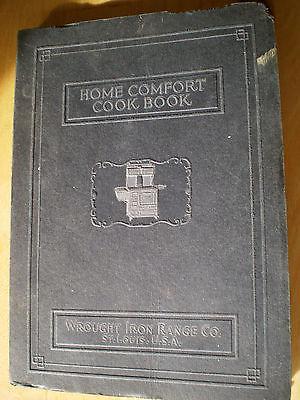 HOME COMFORT
COOK BOOK
WROUGHT IRON RANGE CO.
ST. LOUIS. U.S.A.